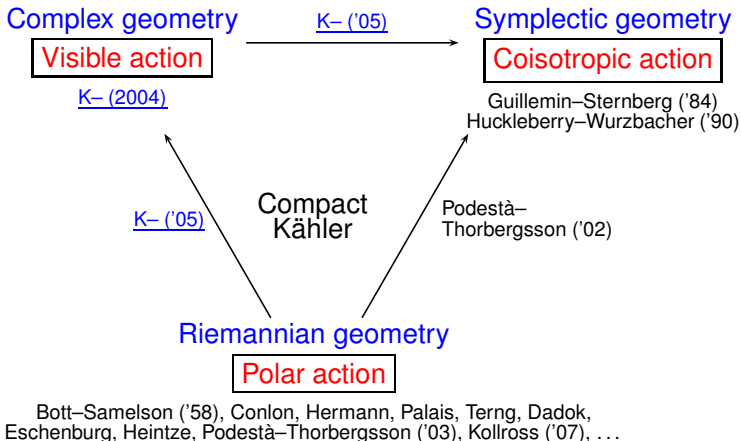 Complex geometry
K– ('05)
Symplectic geometry
Visible action
Coisotropic action
K– (2004)
Guillemin–Sternberg ('84)
Huckleberry–Wurzbacher ('90)
K– ('05)
Compact
Kähler
Podestà–
Thorbergsson ('02)
Riemannian geometry
Polar action
Bott–Samelson ('58), Conlon, Hermann, Palais, Terng, Dadok,
Eschenburg, Heintze, Podestà–Thorbergsson ('03), Kollross ('07), ...